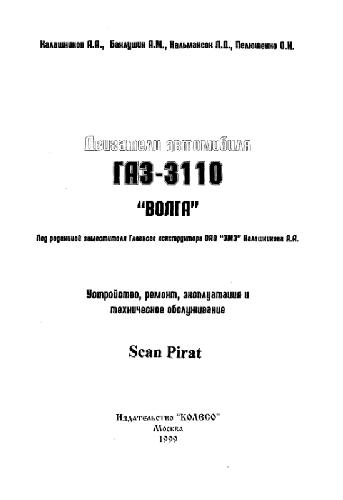 Калашников А.А., Баклушин А.М., Нальмансон Л.Д., Пелюшенко О.И.
Двигатели автомобиля
ГАЗ-3110
"ВОЛГА"
Под редакцией заместителя Главного конструктора ОАО "ЗМЗ" Калашникова А.А.
Устройство, ремонт, эксплуатация и
техническое обслуживание
Scan Pirat
Издательство "КОЛЕСО"
Москва
1999